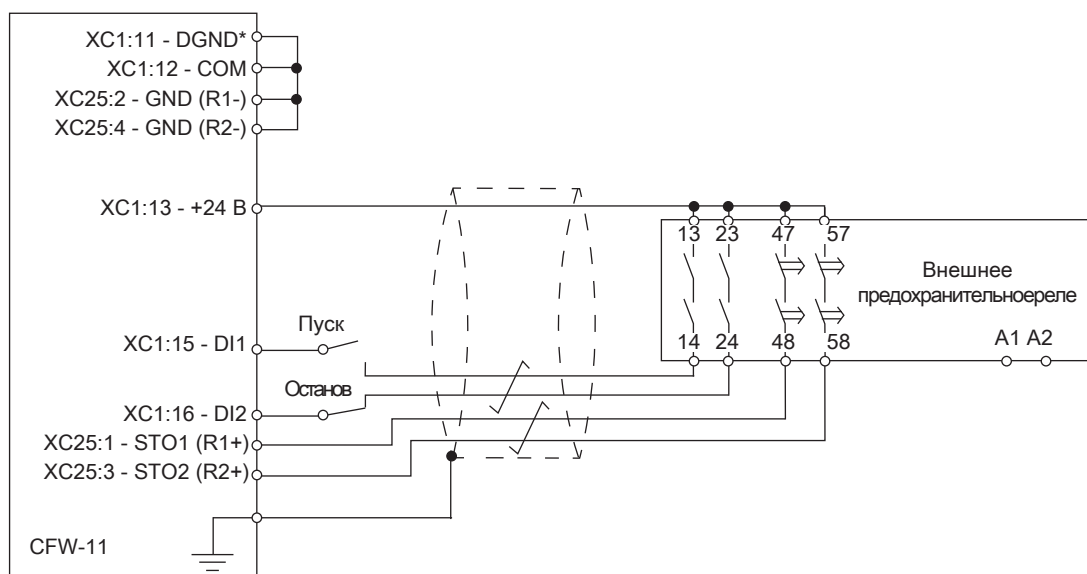 XC1:11 - DGND*
XC1:12 - COM
XC25:2 - GND (R1-)
XC25:4 - GND (R2-)
XC1:13 - +24 В
13 23 47 57
Внешнее
предохранительноереле
Пуск
XC1:15 - DI1
14 24 48 58
A1 A2
Останов
XC1:16 - DI2
XC25:1 - STO1 (R1+)
XC25:3 - STO2 (R2+)
CFW-11